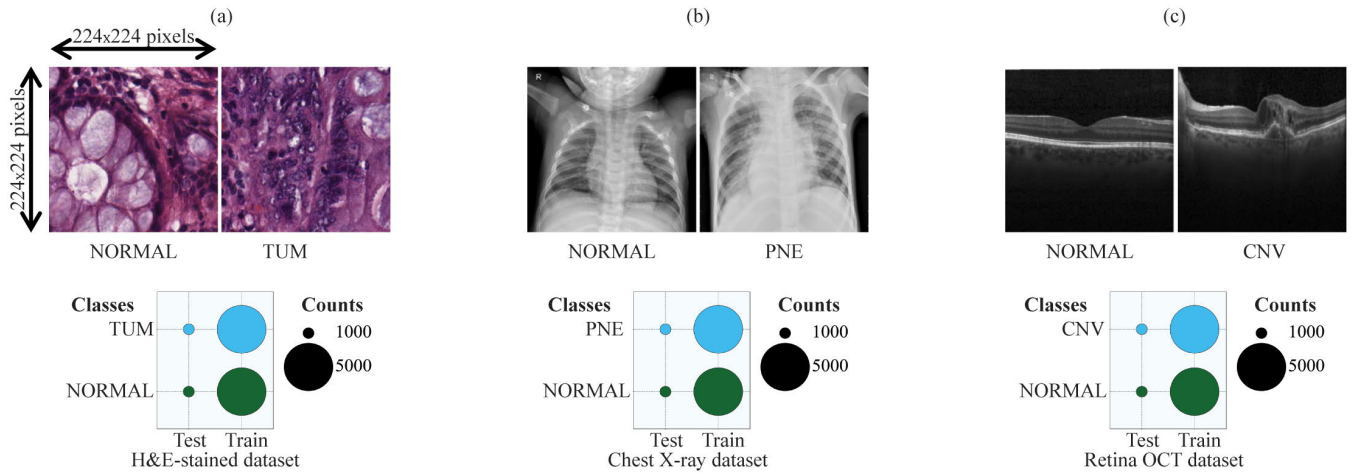 (a)
224x224 pixels
224x224 pixels
NORMAL TUM
Classes Counts
TUM 1000
5000
NORMAL
Test Train
H&E-stained dataset
(b)
R
NORMAL PNE
Classes Counts
PNE 1000
5000
NORMAL
Test Train
Chest X-ray dataset
(c)
NORMAL CNV
Classes Counts
CNV 1000
5000
NORMAL
Test Train
Retina OCT dataset